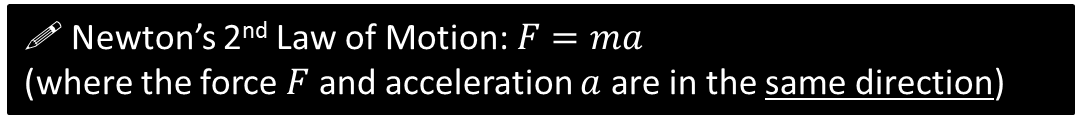 Newton's 2nd Law of Motion: F = ma
(where the force F and acceleration a are in the same direction)